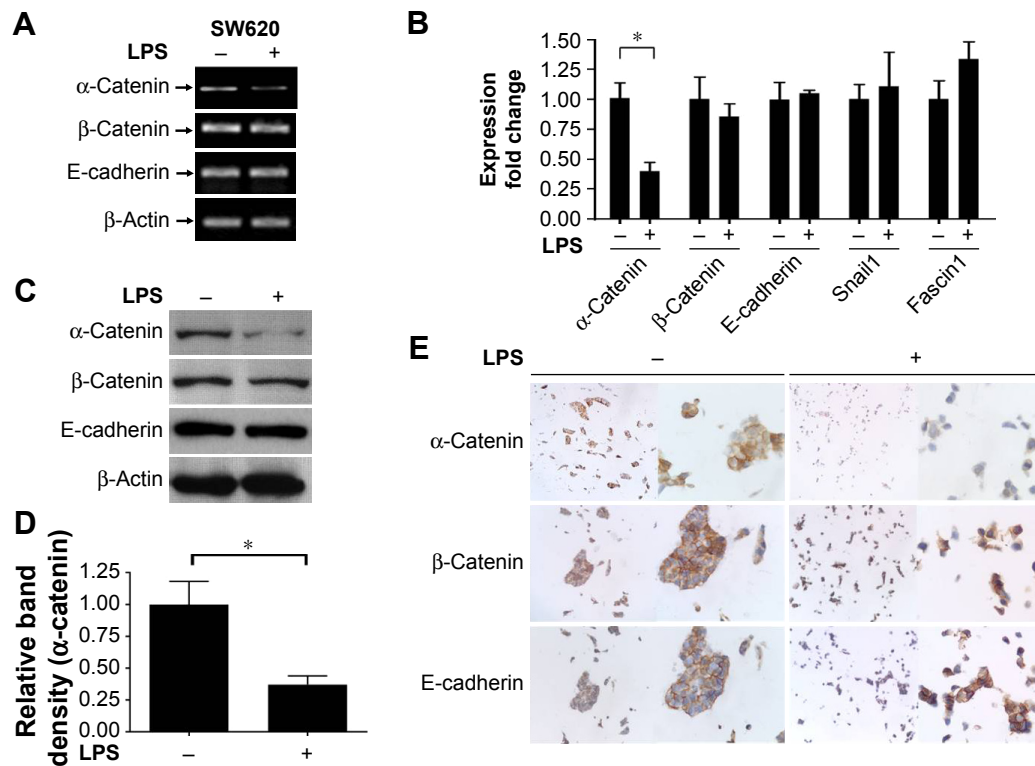 A
SW620
LPS – +
α-Catenin
β-Catenin
E-cadherin
β-Actin
B
Expression
fold change
1.50
1.25
1.00
0.75
0.50
0.25
0.00
*
LPS – + – + – + – + – +
α-Catenin
β-Catenin
E-cadherin
Snail1
Fascin1
C
LPS – +
α-Catenin
β-Catenin
E-cadherin
β-Actin
D
Relative band
density (α-catenin)
1.25
1.00
0.75
0.50
0.25
0.00
*
LPS – +
E
LPS – +
α-Catenin
β-Catenin
E-cadherin